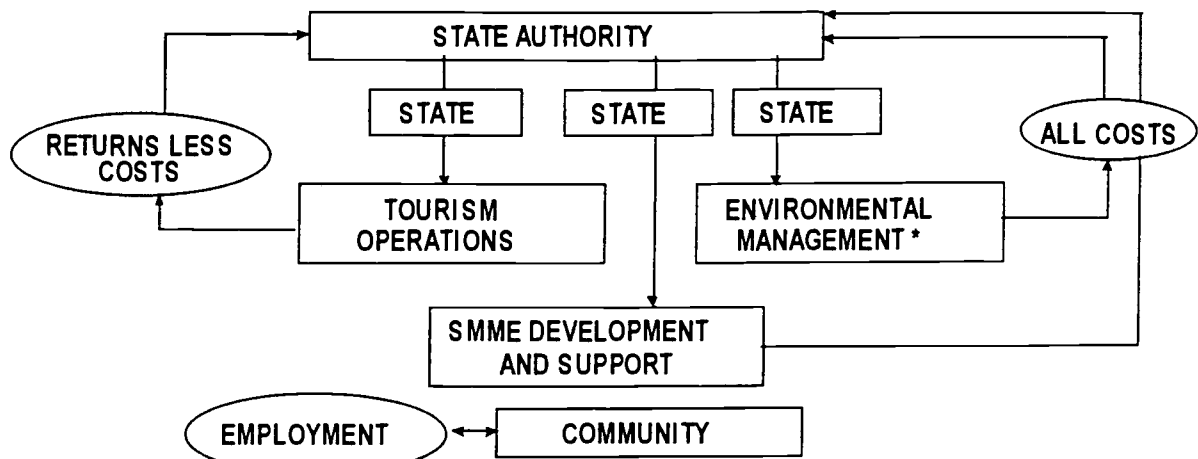 STATE AUTHORITY
STATE
STATE
STATE
RETURNS LESS
COSTS
ALL COSTS
TOURISM
OPERATIONS
ENVIRONMENTAL
MANAGEMENT *
SMME DEVELOPMENT
AND SUPPORT
EMPLOYMENT
COMMUNITY